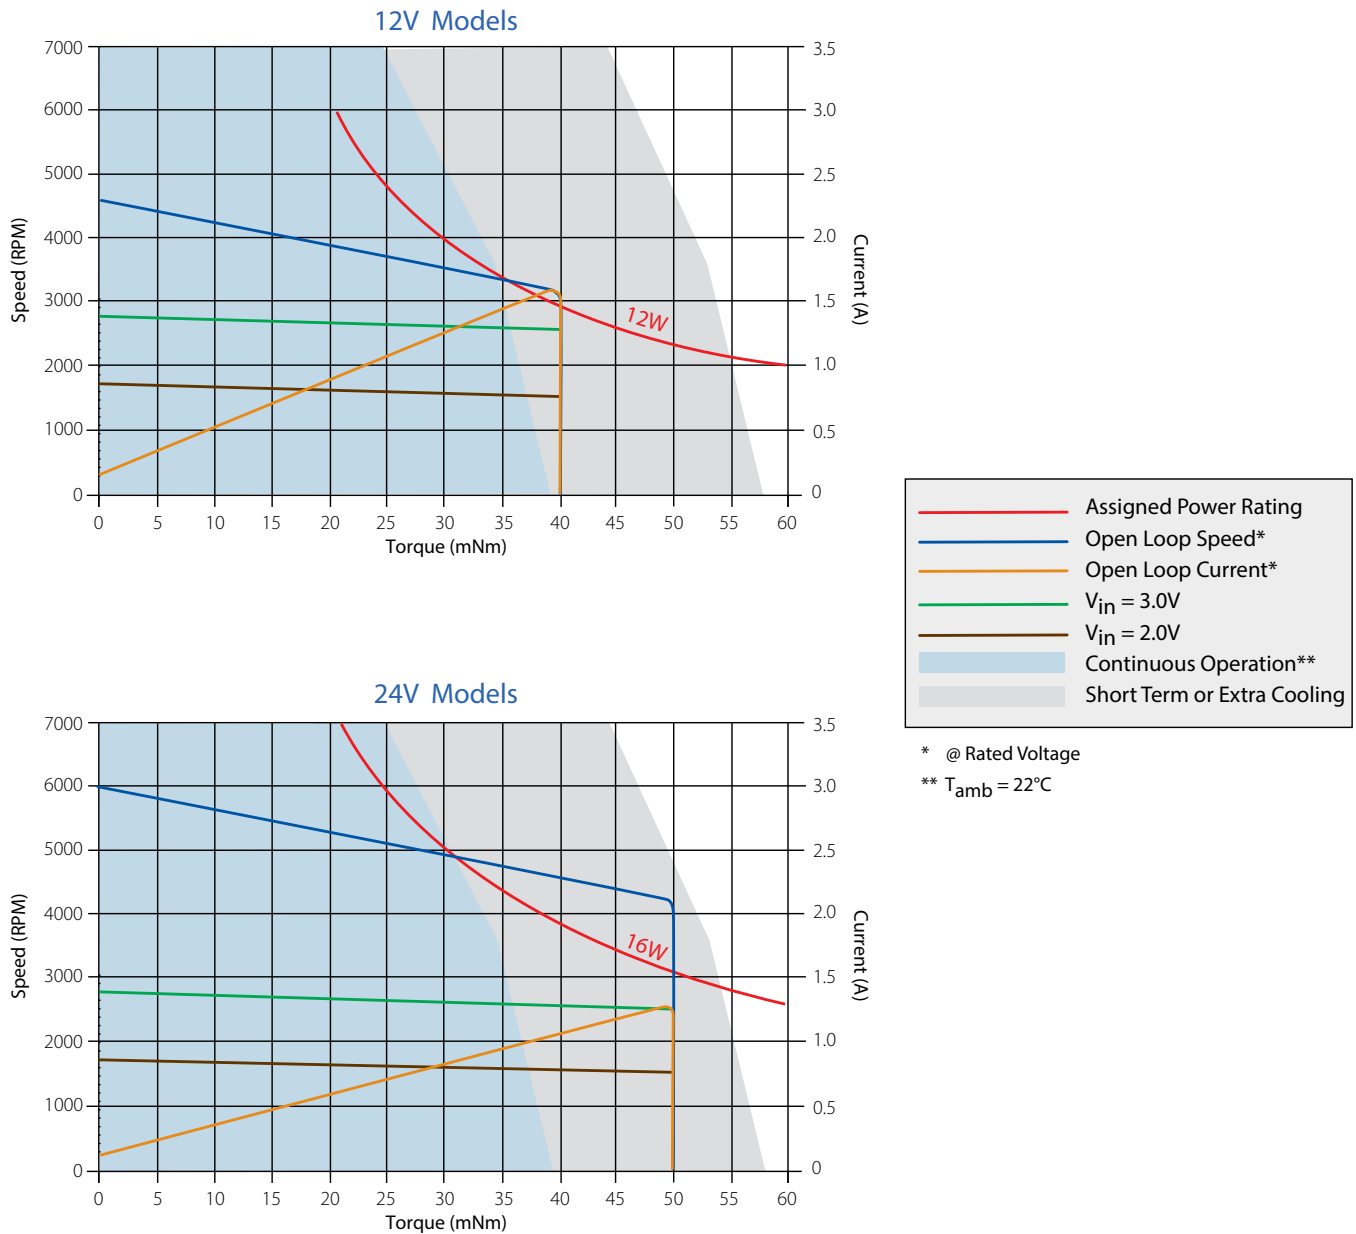 12V Models
7000
6000
5000
4000
3000
2000
1000
0
Speed (RPM)
3.5
3.0
2.5
2.0
1.5
1.0
0.5
0
Current (A)
12W
0 5 10 15 20 25 30 35 40 45 50 55 60
Torque (mNm)
Assigned Power Rating
Open Loop Speed*
Open Loop Current*
Vin = 3.0V
Vin = 2.0V
Continuous Operation**
Short Term or Extra Cooling
* @ Rated Voltage
** Tamb = 22°C
24V Models
7000
6000
5000
4000
3000
2000
1000
0
Speed (RPM)
3.5
3.0
2.5
2.0
1.5
1.0
0.5
0
Current (A)
16W
0 5 10 15 20 25 30 35 40 45 50 55 60
Torque (mNm)